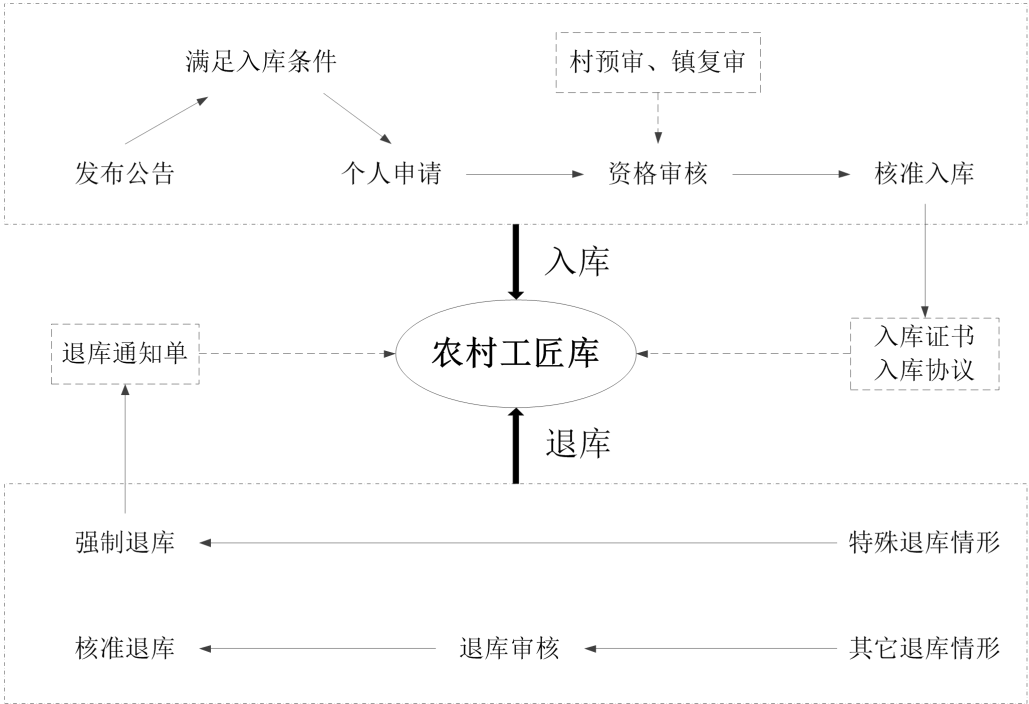 满足入库条件
村预审、镇复审
发布公告
个人申请
资格审核
核准入库
入库
退库通知单
农村工匠库
入库证书
入库协议
退库
强制退库
特殊退库情形
核准退库
退库审核
其它退库情形